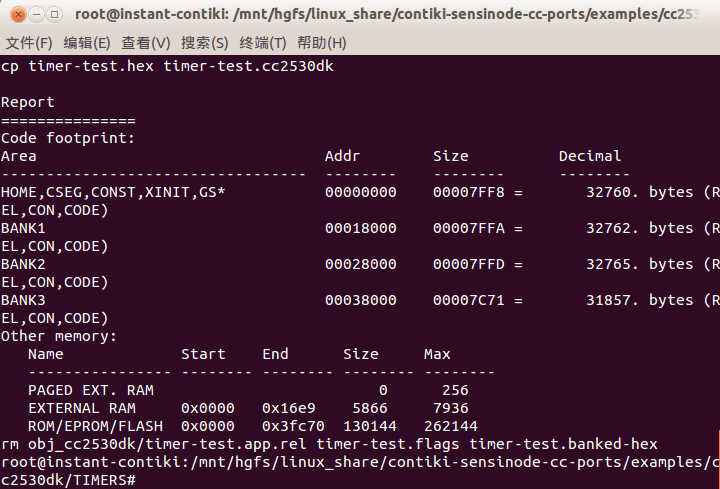 root@instant-contiki: /mnt/hgfs/linux_share/contiki-sensinode-cc-ports/examples/cc253
文件(F) 编辑(E) 查看(V) 搜索(S) 终端(T) 帮助(H)
cp timer-test.hex timer-test.cc2530dk
Report
===============
Code footprint:
Area                                Addr        Size          Decimal
----------------------------------  --------    --------      --------
HOME,CSEG,CONST,XINIT,GS*           00000000    00007FF8 =       32760. bytes (R
EL,CON,CODE)
BANK1                               00018000    00007FFA =       32762. bytes (R
EL,CON,CODE)
BANK2                               00028000    00007FFD =       32765. bytes (R
EL,CON,CODE)
BANK3                               00038000    00007C71 =       31857. bytes (R
EL,CON,CODE)
Other memory:
   Name             Start    End      Size     Max
   ---------------- -------- -------- -------- --------
   PAGED EXT. RAM                         0      256
   EXTERNAL RAM     0x0000   0x16e9    5866     7936
   ROM/EPROM/FLASH  0x0000   0x3fc70 130144   262144
rm obj_cc2530dk/timer-test.app.rel timer-test.flags timer-test.banked-hex
root@instant-contiki:/mnt/hgfs/linux_share/contiki-sensinode-cc-ports/examples/c
c2530dk/TIMERS#